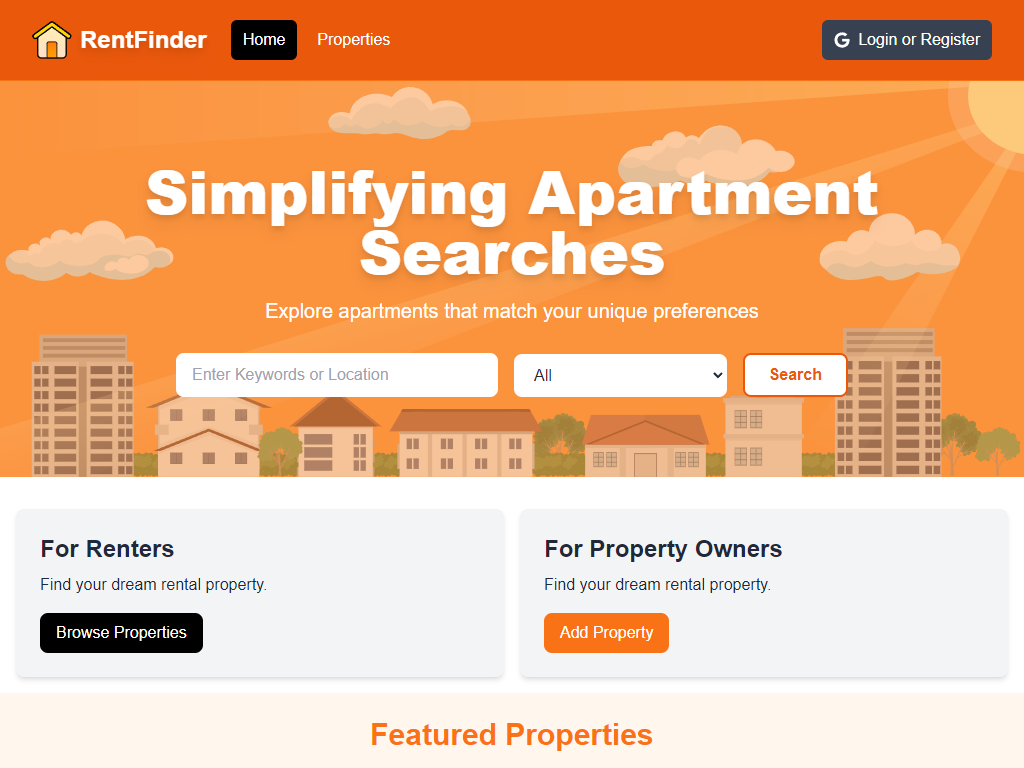 RentFinder
Home
Properties
Login or Register
Simplifying Apartment
Searches
Explore apartments that match your unique preferences
Enter Keywords or Location
All
Search
For Renters
Find your dream rental property.
Browse Properties
For Property Owners
Find your dream rental property.
Add Property
Featured Properties